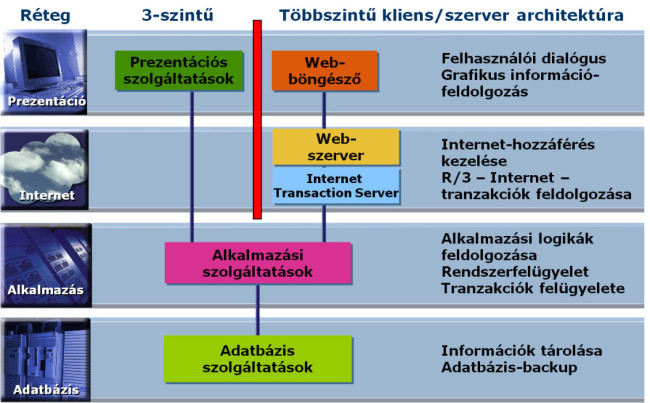 Réteg
3-szintű
Többszintű kliens/szerver architektúra
Prezentáció
Prezentációs
szolgáltatások
Web-
böngésző
Felhasználói dialógus
Grafikus információ-
feldolgozás
Internet
Web-
szerver
Internet
Transaction Server
Internet-hozzáférés
kezelése
R/3 – Internet –
tranzakciók feldolgozása
Alkalmazás
Alkalmazási
szolgáltatások
Alkalmazási logikák
feldolgozása
Rendszerfelügyelet
Tranzakciók felügyelete
Adatbázis
Adatbázis
szolgáltatások
Információk tárolása
Adatbázis-backup